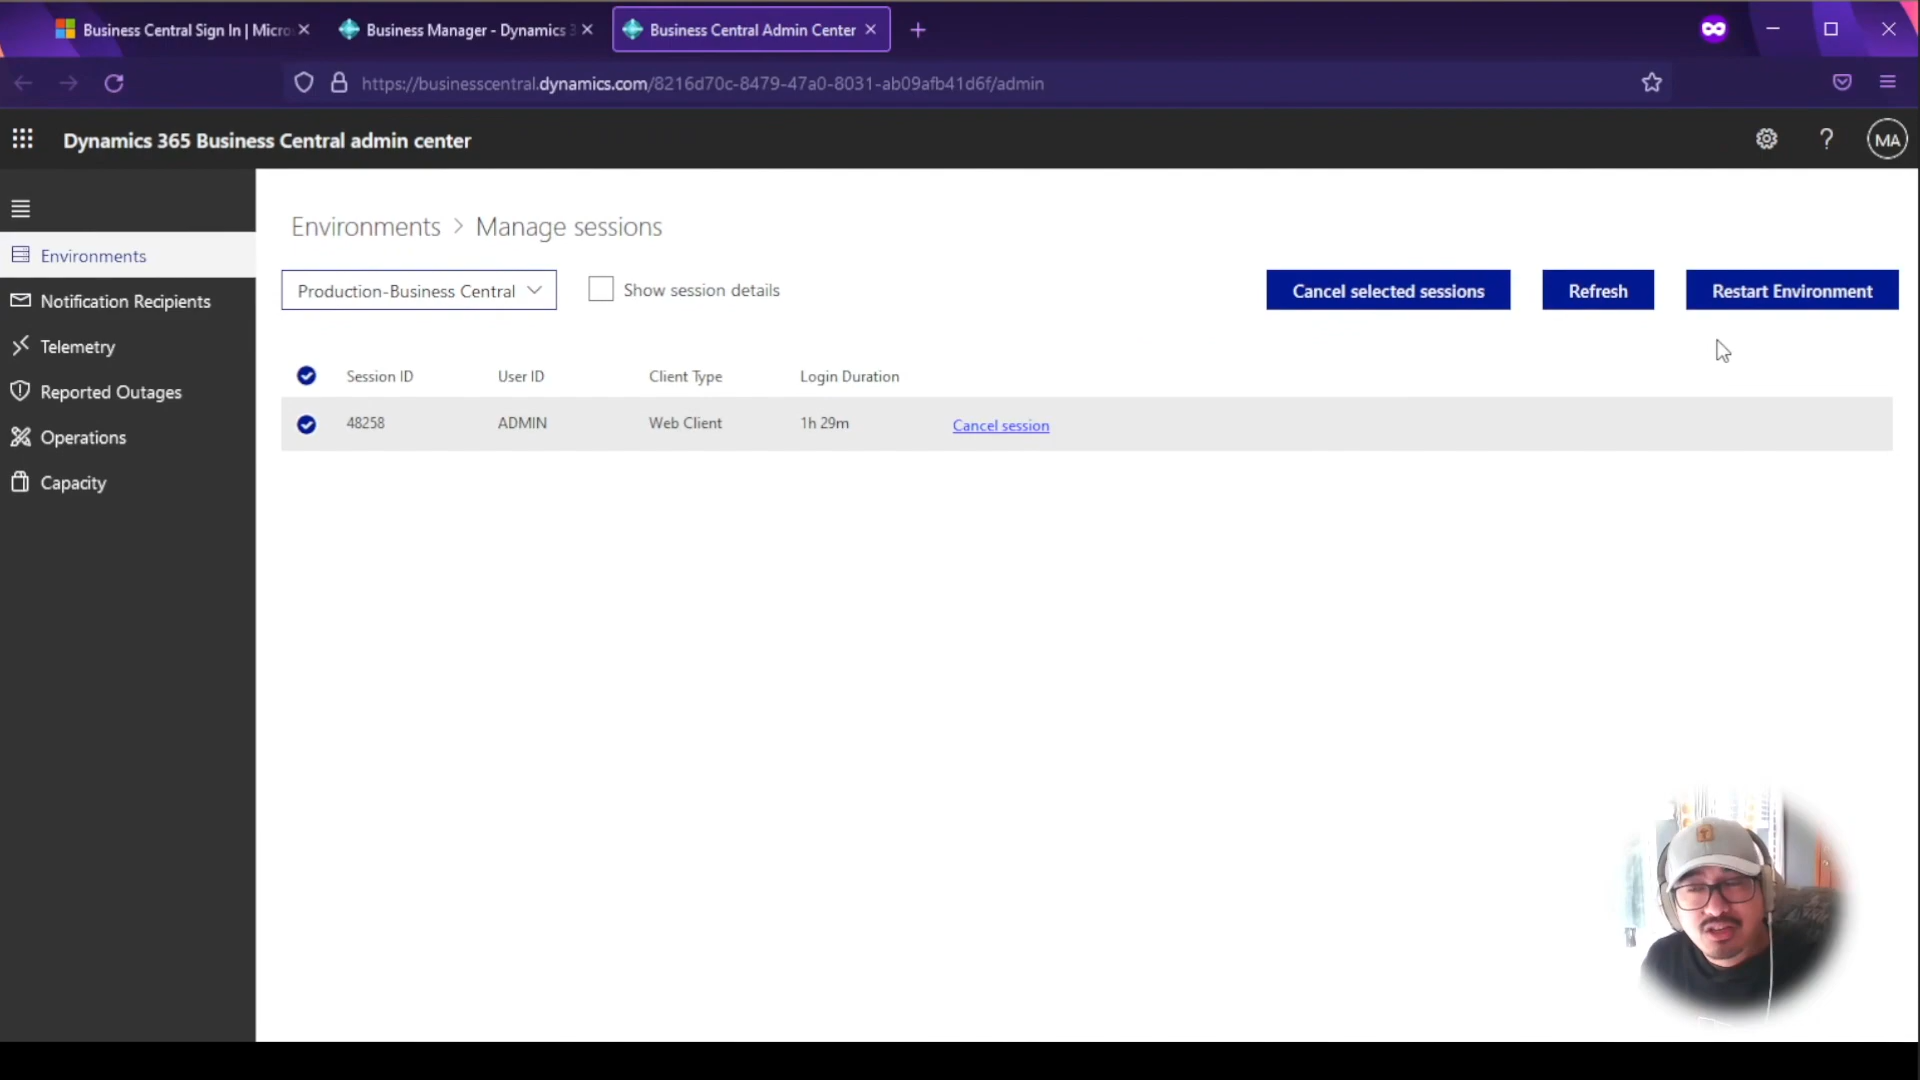 Business Central Sign In | Micro
Business Manager - Dynamics 3
Business Central Admin Center
https://businesscentral.dynamics.com/8216d70c-8479-47a0-8031-ab09afb41d6f/admin
Dynamics 365 Business Central admin center
MA
Environments
Notification Recipients
Telemetry
Reported Outages
Operations
Capacity
Environments > Manage sessions
Production-Business Central
Show session details
Cancel selected sessions
Refresh
Restart Environment
Session ID User ID Client Type Login Duration
48258 ADMIN Web Client 1h 29m Cancel session